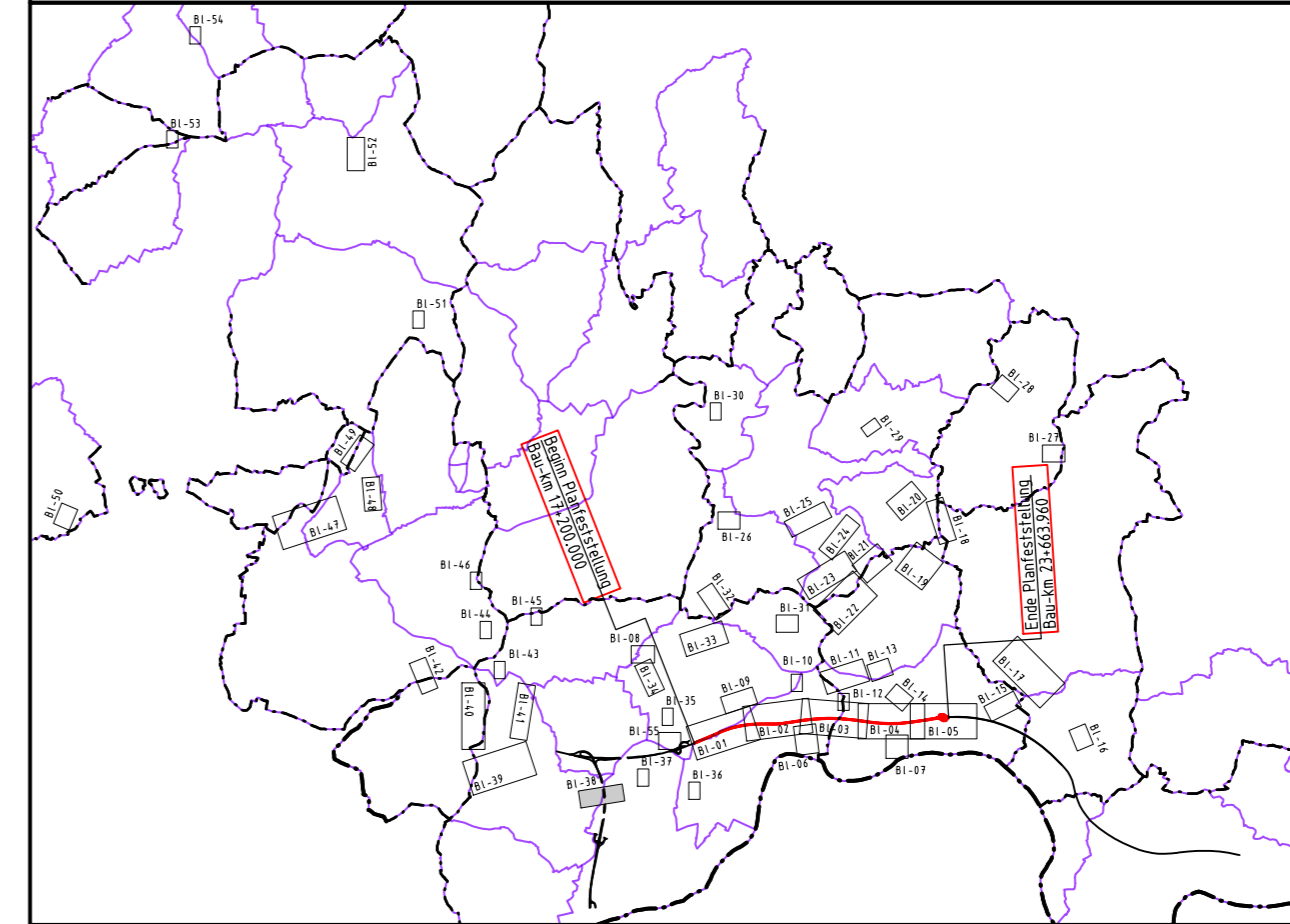 Bl-54
Bl-53
Bl-52
Bl-51
Bl-50
Bl-49
Bl-48
Bl-47
Beginn Planfeststellung
Bau-km 17+200.000
Bl-30
Bl-29
Bl-28
Bl-27
Ende Planfeststellung
Bau-km 23+663.960
Bl-26
Bl-25
Bl-24
Bl-23
Bl-22
Bl-21
Bl-20
Bl-19
Bl-18
Bl-46
Bl-45
Bl-44
Bl-43
Bl-42
Bl-41
Bl-40
Bl-39
Bl-38
Bl-37
Bl-36
Bl-55
Bl-35
Bl-34
Bl-08
Bl-33
Bl-32
Bl-31
Bl-09
Bl-10
Bl-11
Bl-12
Bl-13
Bl-14
Bl-15
Bl-17
Bl-16
Bl-01
Bl-02
Bl-03
Bl-04
Bl-05
Bl-06
Bl-07